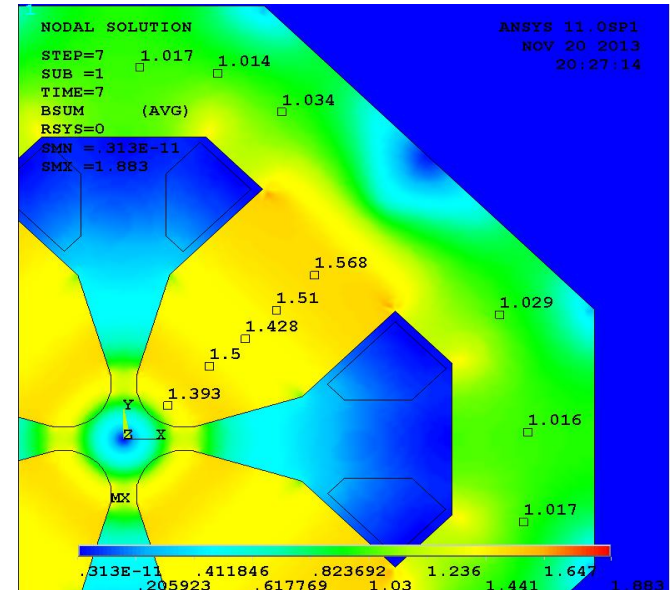 1
NODAL SOLUTION
STEP=7
SUB =1
TIME=7
BSUM (AVG)
RSYS=0
SMN =.313E-11
SMX =1.883
ANSYS 11.0SP1
NOV 20 2013
20:27:14
1.017
1.014
1.034
1.568
1.51
1.428
1.5
1.393
1.029
1.016
1.017
Y
Z X
MX
.313E-11 .411846 .823692 1.236 1.647
.205923 .617769 1.03 1.441 1.883